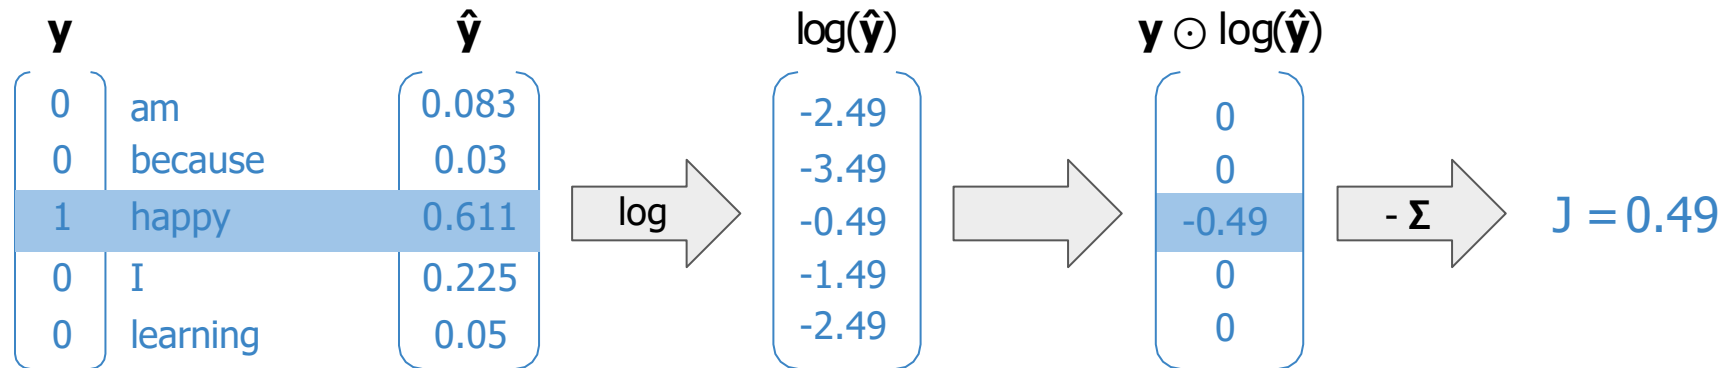 y ŷ log(ŷ) y ⊙ log(ŷ)
0 am 0.083 -2.49 0
0 because 0.03 -3.49 0
1 happy 0.611 log -0.49 -0.49 - Σ J = 0.49
0 I 0.225 -1.49 0
0 learning 0.05 -2.49 0